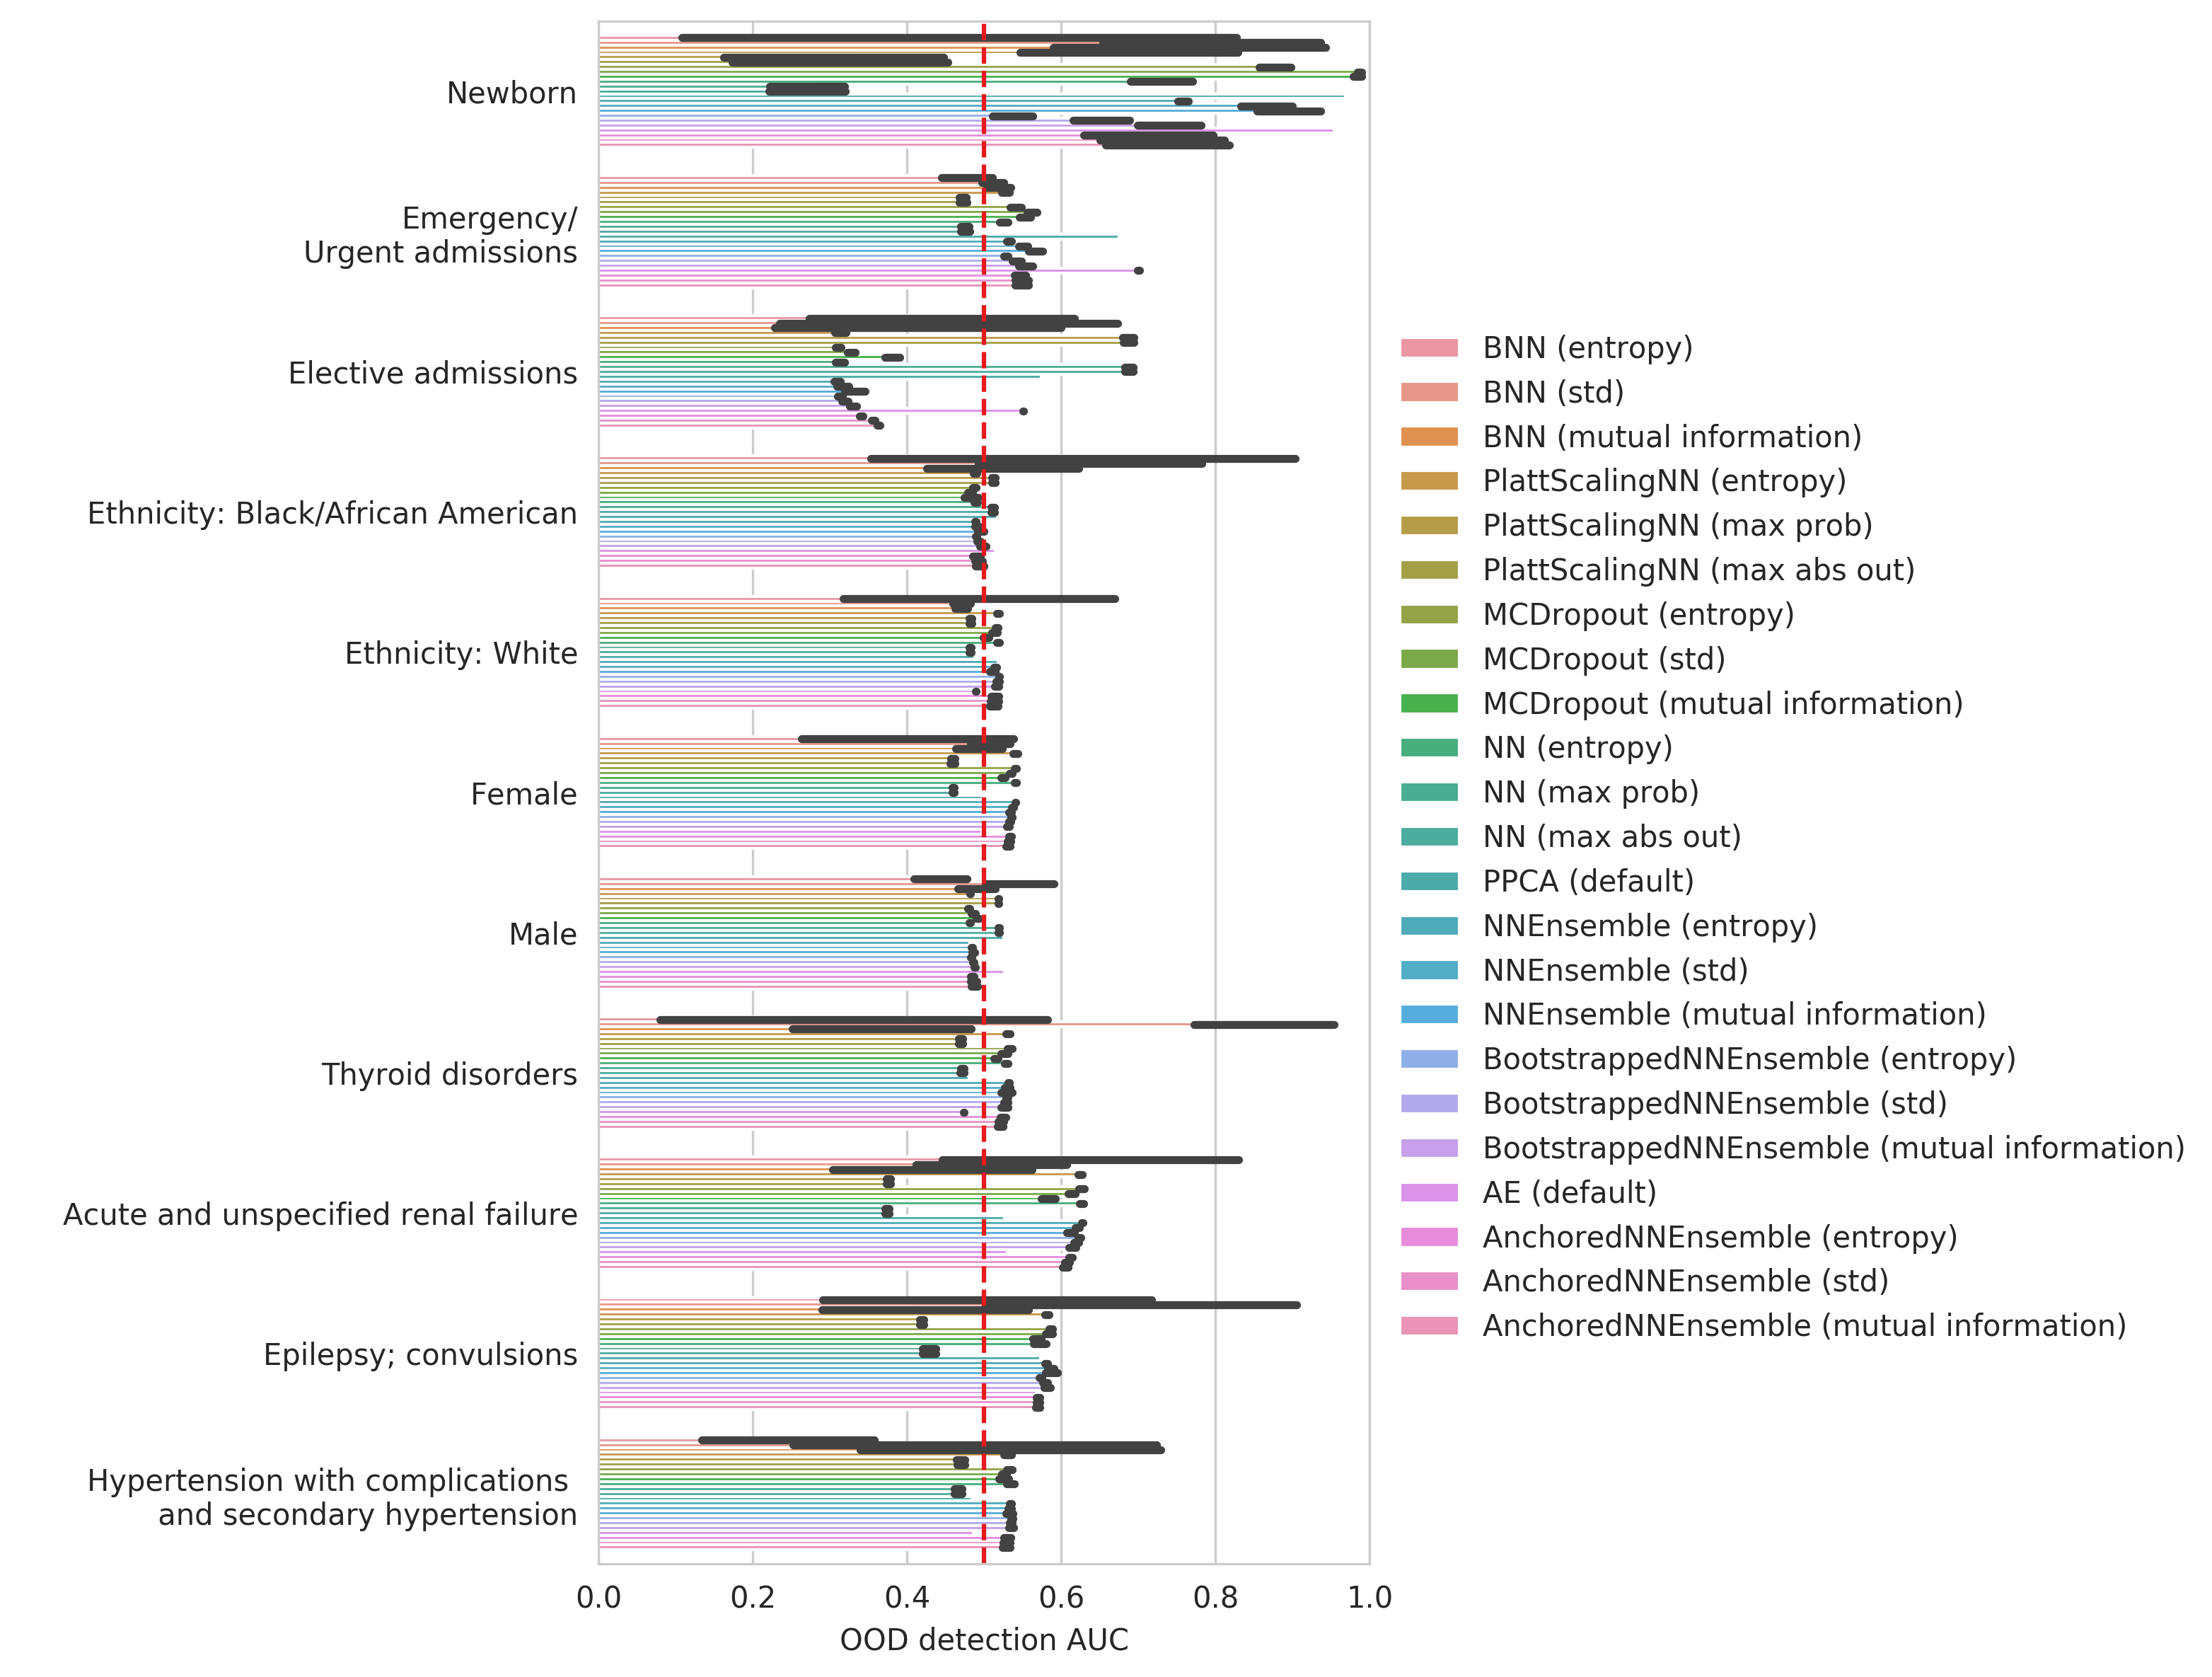 Newborn
Emergency/
Urgent admissions
Elective admissions
Ethnicity: Black/African American
Ethnicity: White
Female
Male
Thyroid disorders
Acute and unspecified renal failure
Epilepsy; convulsions
Hypertension with complications
and secondary hypertension
0.0 0.2 0.4 0.6 0.8 1.0
OOD detection AUC
BNN (entropy)
BNN (std)
BNN (mutual information)
PlattScalingNN (entropy)
PlattScalingNN (max prob)
PlattScalingNN (max abs out)
MCDropout (entropy)
MCDropout (std)
MCDropout (mutual information)
NN (entropy)
NN (max prob)
NN (max abs out)
PPCA (default)
NNEnsemble (entropy)
NNEnsemble (std)
NNEnsemble (mutual information)
BootstrappedNNEnsemble (entropy)
BootstrappedNNEnsemble (std)
BootstrappedNNEnsemble (mutual information)
AE (default)
AnchoredNNEnsemble (entropy)
AnchoredNNEnsemble (std)
AnchoredNNEnsemble (mutual information)